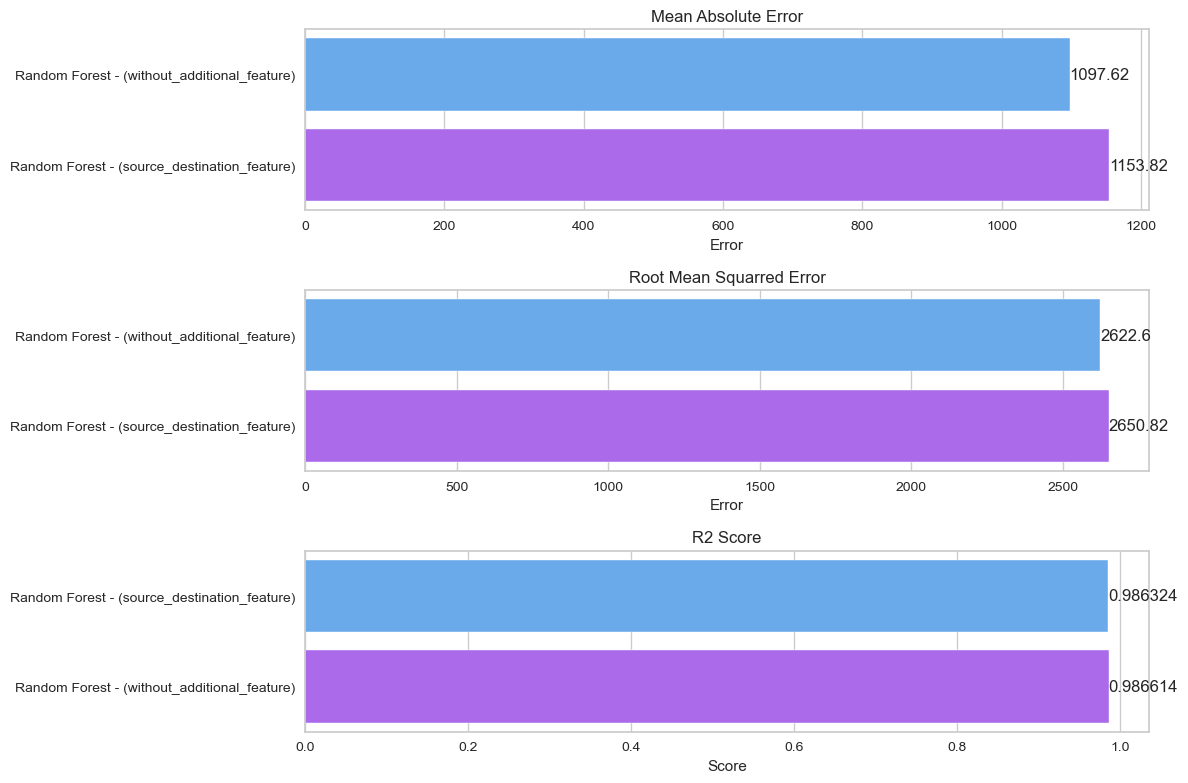 Mean Absolute Error
Random Forest - (without_additional_feature)
1097.62
Random Forest - (source_destination_feature)
1153.82
0 200 400 600 800 1000 1200
Error
Root Mean Squarred Error
Random Forest - (without_additional_feature)
2622.6
Random Forest - (source_destination_feature)
2650.82
0 500 1000 1500 2000 2500
Error
R2 Score
Random Forest - (source_destination_feature)
0.986324
Random Forest - (without_additional_feature)
0.986614
0.0 0.2 0.4 0.6 0.8 1.0
Score